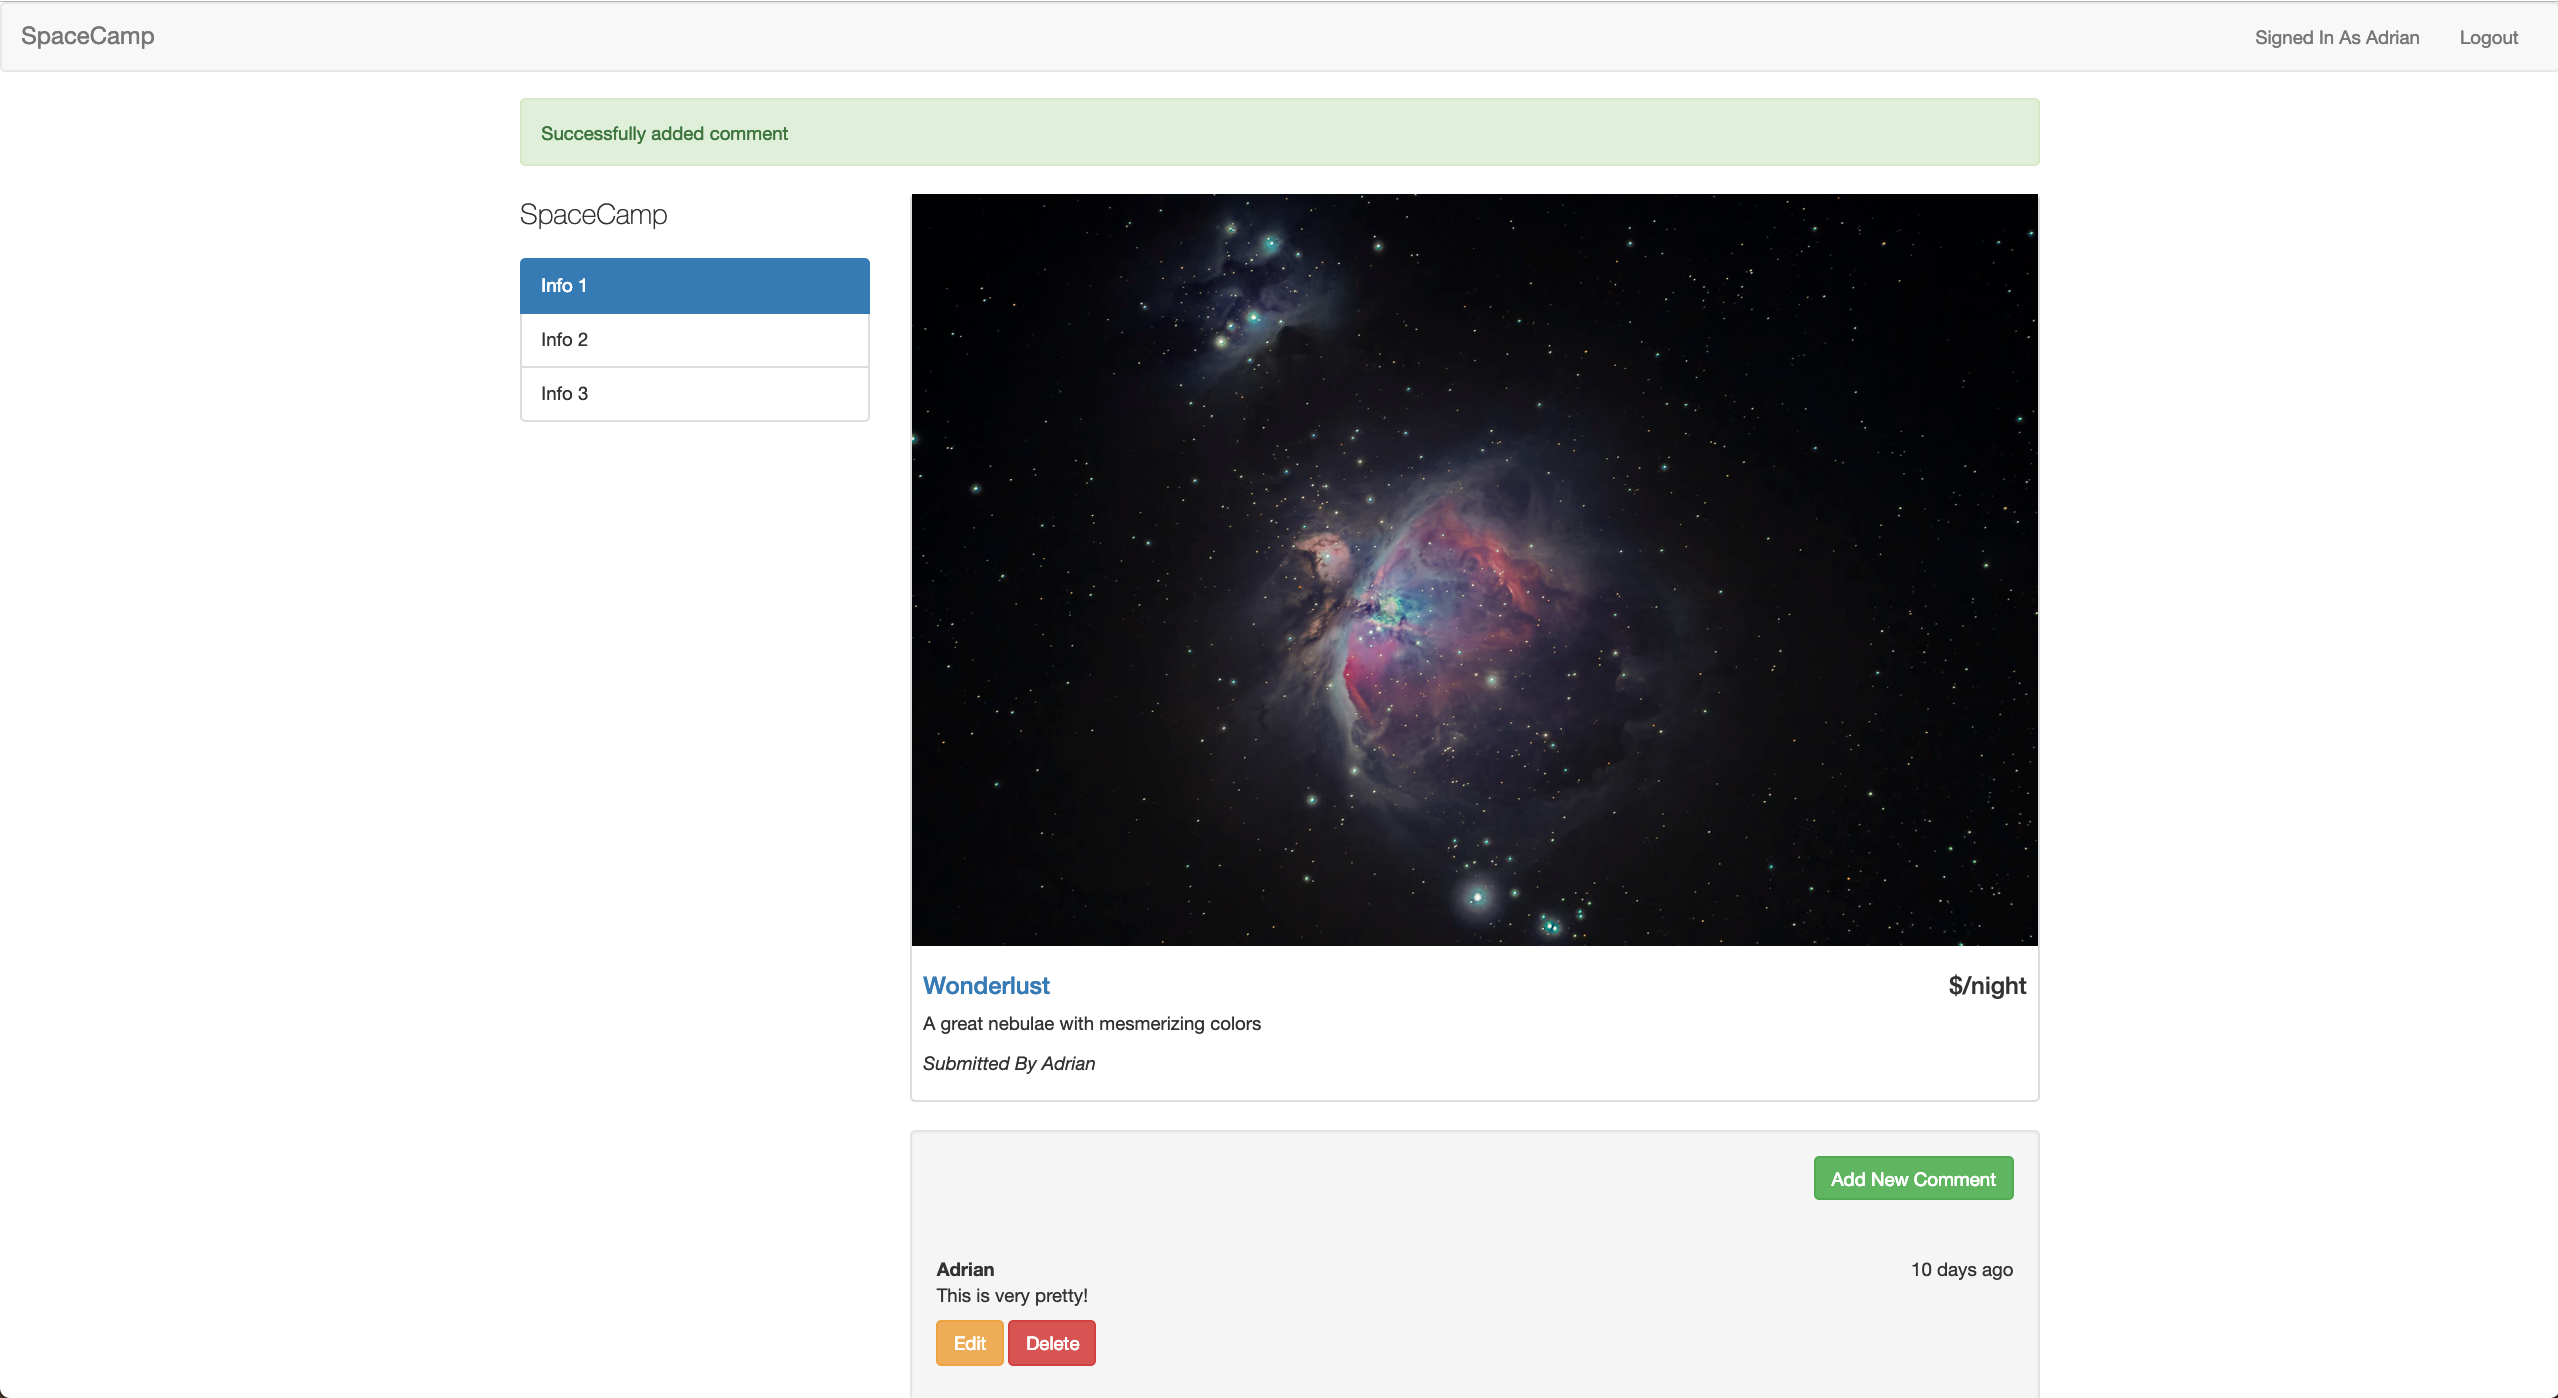 SpaceCamp
Signed In As Adrian
Logout
Successfully added comment
SpaceCamp
Info 1
Info 2
Info 3
Wonderlust
$/night
A great nebulae with mesmerizing colors
Submitted By Adrian
Add New Comment
Adrian
10 days ago
This is very pretty!
Edit
Delete